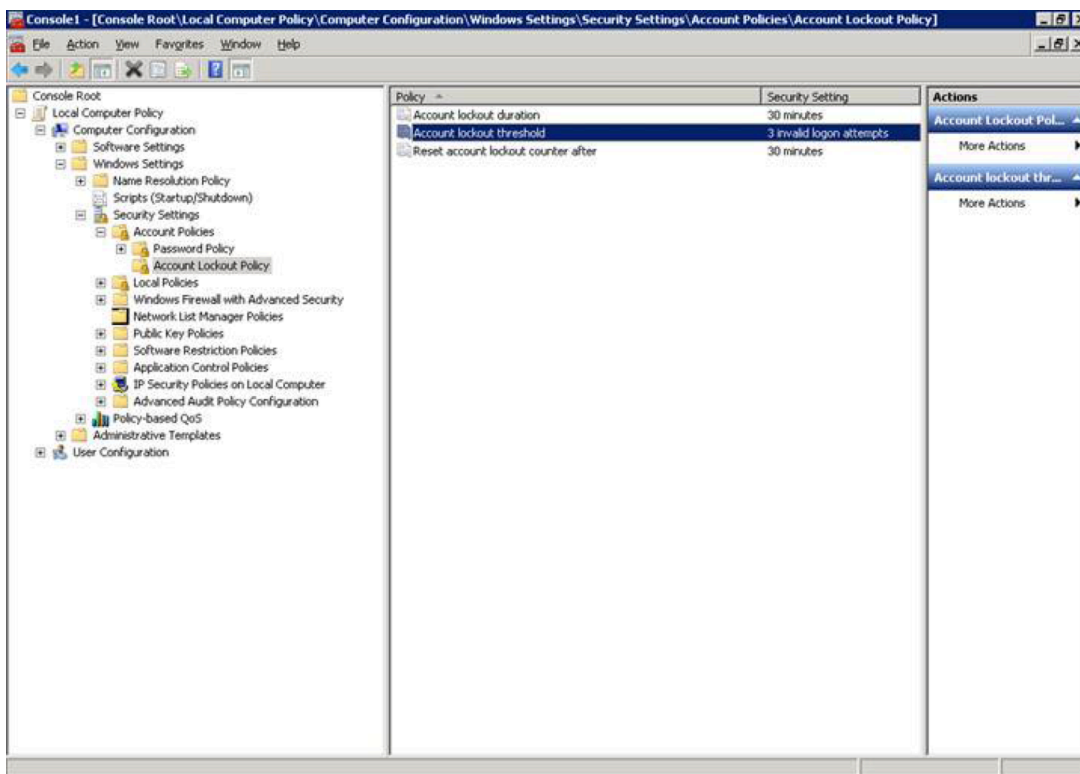 Console1 - [Console Root\Local Computer Policy\Computer Configuration\Windows Settings\Security Settings\Account Policies\Account Lockout Policy]
File Action View Favorites Window Help
Console Root
Local Computer Policy
Computer Configuration
Software Settings
Windows Settings
Name Resolution Policy
Scripts (Startup/Shutdown)
Security Settings
Account Policies
Password Policy
Account Lockout Policy
Local Policies
Windows Firewall with Advanced Security
Network List Manager Policies
Public Key Policies
Software Restriction Policies
Application Control Policies
IP Security Policies on Local Computer
Advanced Audit Policy Configuration
Policy-based QoS
Administrative Templates
User Configuration
Policy Security Setting
Account lockout duration 30 minutes
Account lockout threshold 3 invalid logon attempts
Reset account lockout counter after 30 minutes
Actions
Account Lockout Pol...
More Actions
Account lockout thr...
More Actions